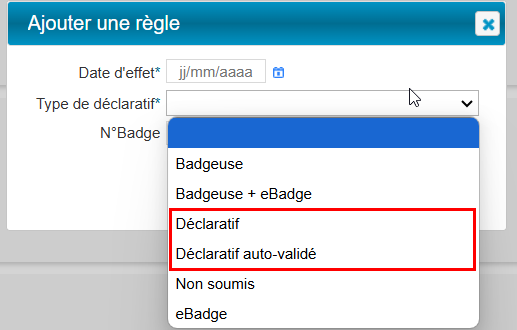 Ajouter une règle
Date d'effet* jj/mm/aaaa
Type de déclaratif*
N°Badge
Badgeuse
Badgeuse + eBadge
Déclaratif
Déclaratif auto-validé
Non soumis
eBadge